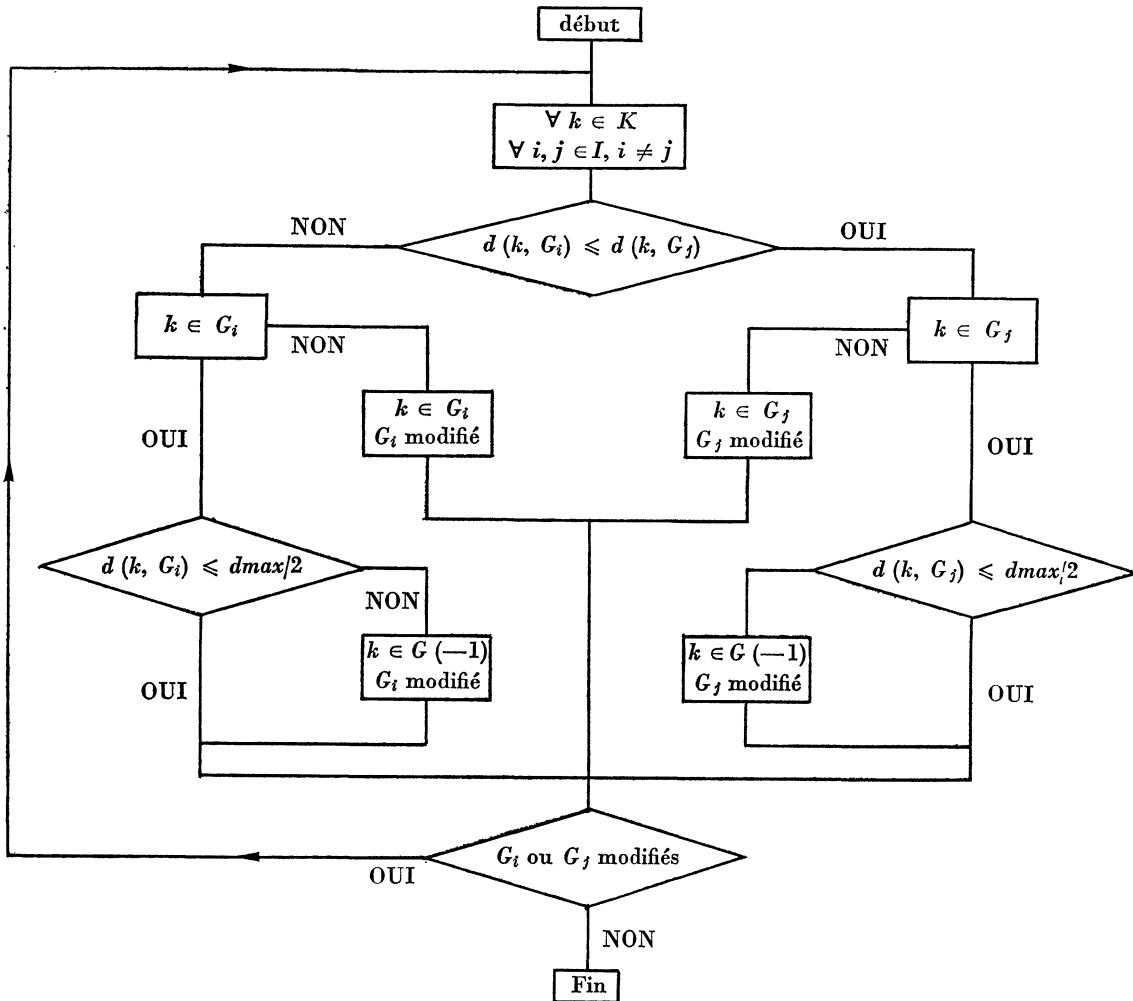 début
∀ k ∈ K
∀ i, j ∈ I, i ≠ j
NON
OUI
d (k, G_i) ⩽ d (k, G_j)
k ∈ G_i
NON
k ∈ G_j
NON
k ∈ G_i
G_i modifié
k ∈ G_j
G_j modifié
OUI
OUI
d (k, G_i) ⩽ dmax/2
d (k, G_j) ⩽ dmax/2
NON
k ∈ G (—1)
G_i modifié
k ∈ G (—1)
G_j modifié
OUI
OUI
G_i ou G_j modifiés
OUI
NON
Fin